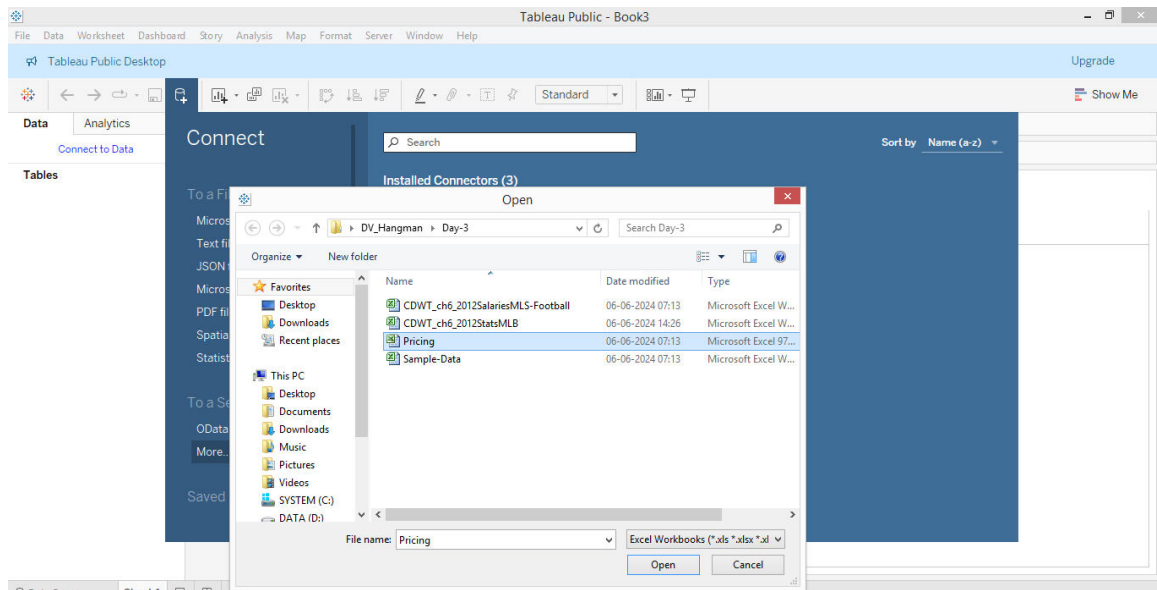 Tableau Public - Book3
File Data Worksheet Dashboard Story Analysis Map Format Server Window Help
Tableau Public Desktop Upgrade
Standard Show Me
Data Analytics
Connect to Data
Tables
Connect
Search
Sort by Name (a-z)
Installed Connectors (3)
To a Fi
Micros
Text fil
JSON
Micros
PDF fil
Spatia
Statist
To a Se
OData
More..
Saved
Open
DV_Hangman Day-3
Search Day-3
Organize New folder
Favorites
Desktop
Downloads
Recent places
This PC
Desktop
Documents
Downloads
Music
Pictures
Videos
SYSTEM (C:)
DATA (D:)
Name Date modified Type
CDWT_ch6_2012SalariesMLS-Football 06-06-2024 07:13 Microsoft Excel W...
CDWT_ch6_2012StatsMLB 06-06-2024 14:26 Microsoft Excel W...
Pricing 06-06-2024 07:13 Microsoft Excel 97...
Sample-Data 06-06-2024 07:13 Microsoft Excel W...
File name: Pricing
Excel Workbooks (*.xls *.xlsx *.xl
Open Cancel